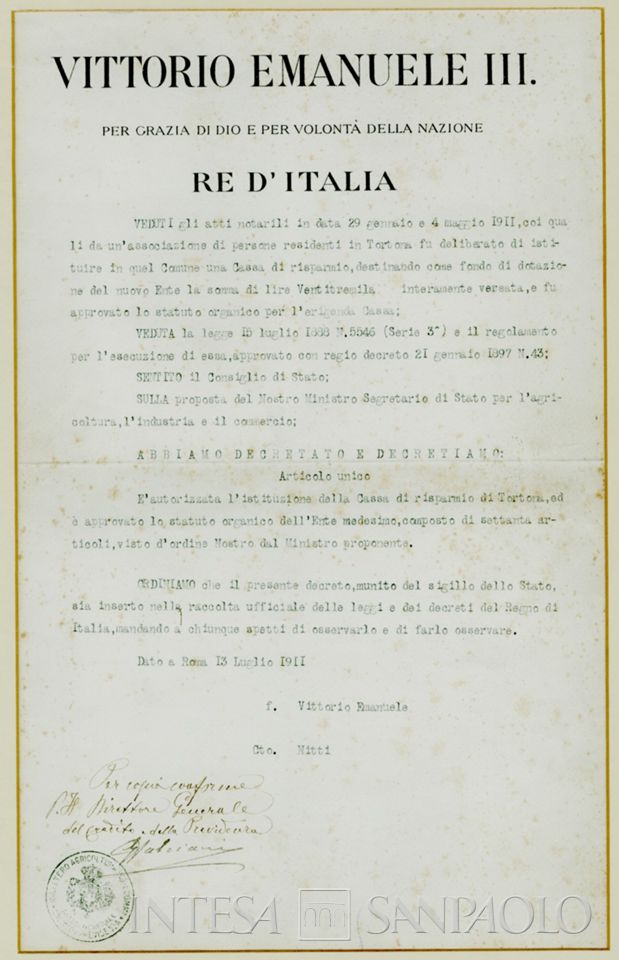 VITTORIO EMANUELE III.
PER GRAZIA DI DIO E PER VOLONTÀ DELLA NAZIONE
RE D'ITALIA
VEDUTI gli atti notarili in data 29 gennaio e 4 maggio 1911,coi qua
li da un'associazione di persone residenti in Tortona fu deliberato di isti-
tuire in quel Comune una Cassa di risparmio,destinando come fondo di dotazio-
ne del nuovo Ente la somma di lire Ventitremila interamente versata,e fu
approvato lo statuto organico per l'erigenda Cassa;
VEDUTA la legge 15 luglio 1888 N.5546 (Serie 3^) e il regolamento
per l'esecuzione di essa,approvato con regio decreto 21 gennaio 1897 N.43;
SENTITO il Consiglio di Stato;
SULLA proposta del Nostro Ministro Segretario di Stato per l'agri-
coltura,l'industria e il commercio;
ABBIAMO DECRETATO E DECRETIAMO:
Articolo unico
E'autorizzata l'istituzione della Cassa di risparmio di Tortona,ed
è approvato lo statuto organico dell'Ente medesimo,composto di settanta ar-
ticoli,visto d'ordine Nostro dal Ministro proponente.
ORDINIAMO che il presente decreto,munito del sigillo dello Stato,
sia inserto nella raccolta ufficiale delle leggi e dei decreti del Regno di
Italia,mandando a chiunque spetti di osservarlo e di farlo osservare.
Dato a Roma 13 Luglio 1911
f. Vittorio Emanuele
Cto. Nitti
Per copia conforme
p. Il Direttore Generale
del credito e della Previdenza
INTESA SANPAOLO